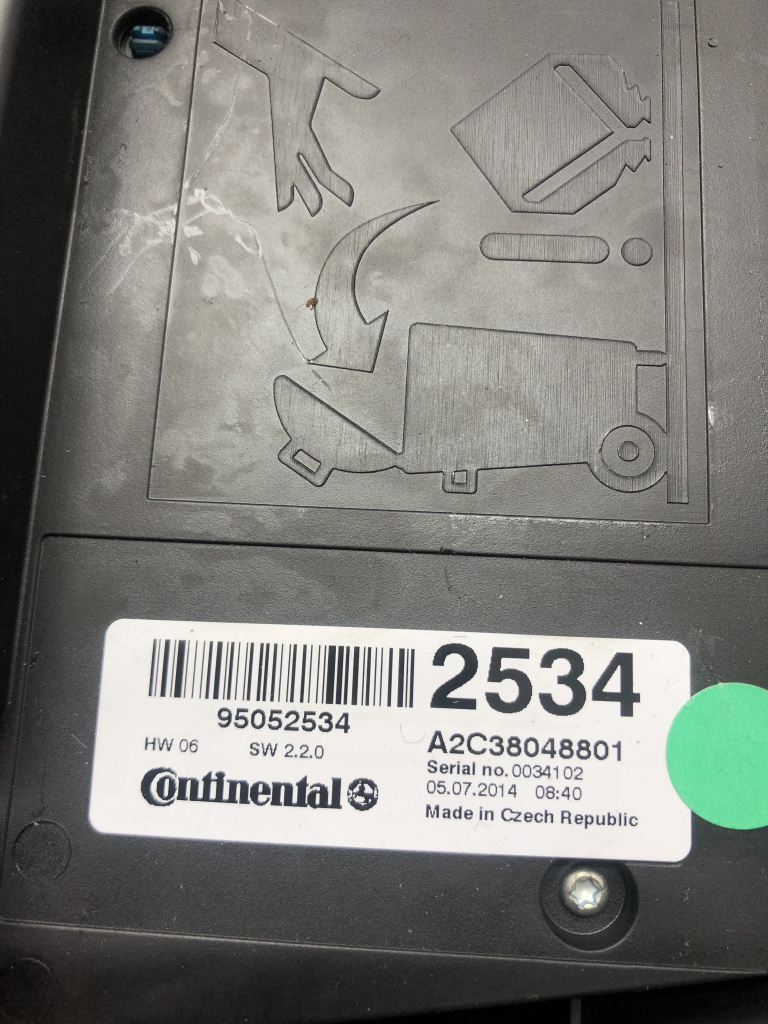 2534
95052534
A2C38048801
HW 06 SW 2.2.0
Serial no. 0034102
05.07.2014 08:40
Continental
Made in Czech Republic